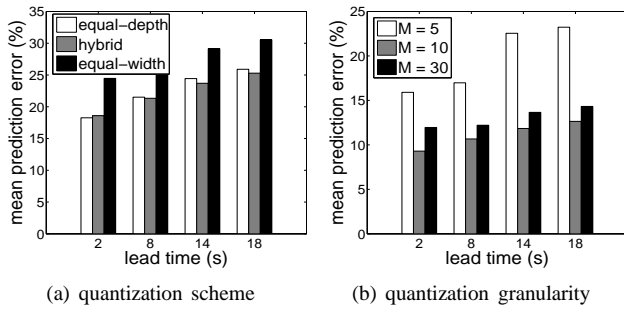 mean prediction error (%)
35
30
25
20
15
10
5
0
equal-depth
hybrid
equal-width
2 8 14 18
lead time (s)
(a) quantization scheme
mean prediction error (%)
25
20
15
10
5
0
M = 5
M = 10
M = 30
2 8 14 18
lead time (s)
(b) quantization granularity